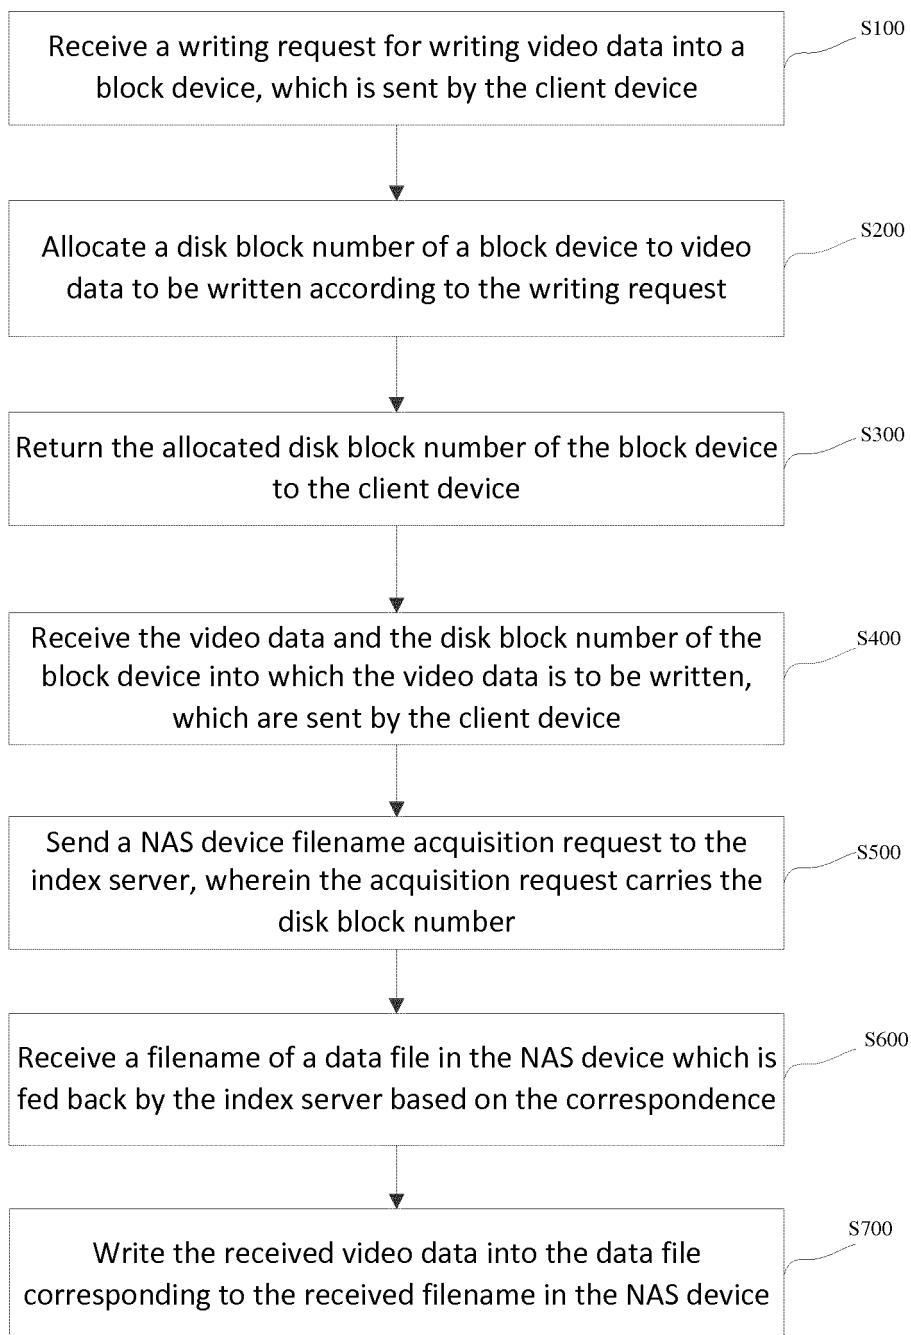 Receive a writing request for writing video data into a
block device, which is sent by the client device
S100
Allocate a disk block number of a block device to video
data to be written according to the writing request
S200
Return the allocated disk block number of the block device
to the client device
S300
Receive the video data and the disk block number of the
block device into which the video data is to be written,
which are sent by the client device
S400
Send a NAS device filename acquisition request to the
index server, wherein the acquisition request carries the
disk block number
S500
Receive a filename of a data file in the NAS device which is
fed back by the index server based on the correspondence
S600
Write the received video data into the data file
corresponding to the received filename in the NAS device
S700